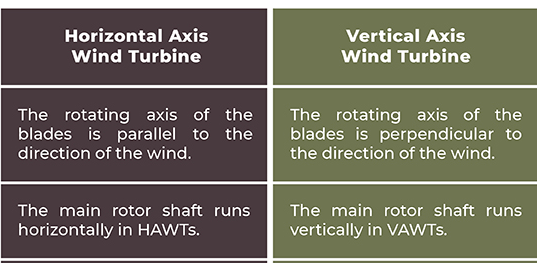 Horizontal Axis
Wind Turbine
Vertical Axis
Wind Turbine
The rotating axis of the
blades is parallel to the
direction of the wind.
The rotating axis of the
blades is perpendicular to
the direction of the wind.
The main rotor shaft runs
horizontally in HAWTs.
The main rotor shaft runs
vertically in VAWTs.